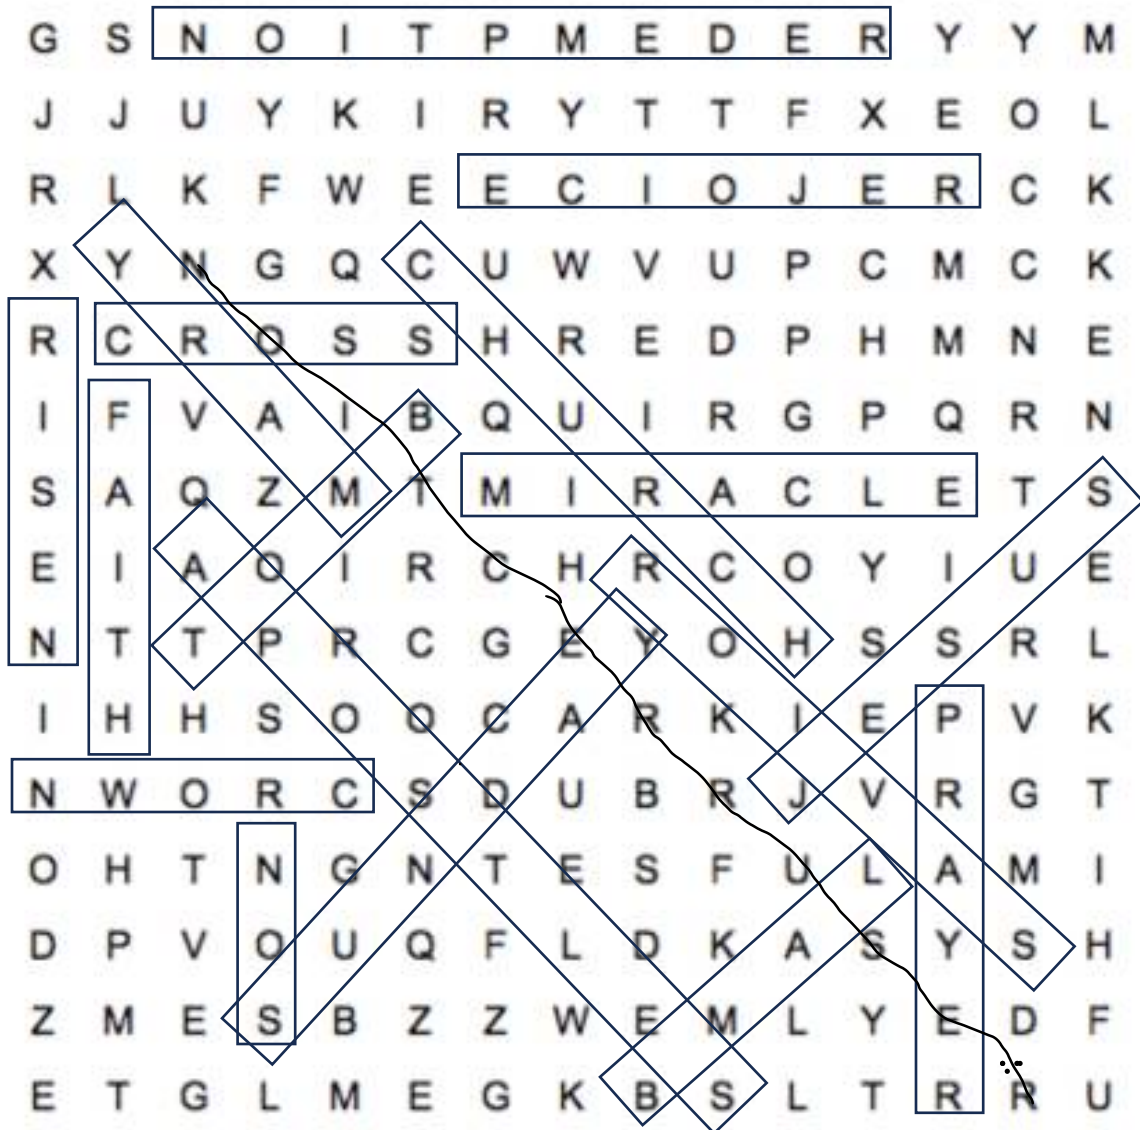 G S N O I T P M E D E R Y Y M
J J U Y K I R Y T T F X E O L
R L K F W E E C I O J E R C K
X Y N G Q C U W V U P C M C K
R C R O S S H R E D P H M N E
I F V A I B Q U I R G P Q R N
S A Q Z M T M I R A C L E T S
E I A O I R C H R C O Y I U E
N T T P R C G E Y O H S S R L
I H H S O O C A R K I E P V K
N W O R C S D U B R J V R G T
O H T N G N T E S F U L A M I
D P V O U Q F L D K A S Y S H
Z M E S B Z Z W E M L Y E D F
E T G L M E G K B S L T R R U